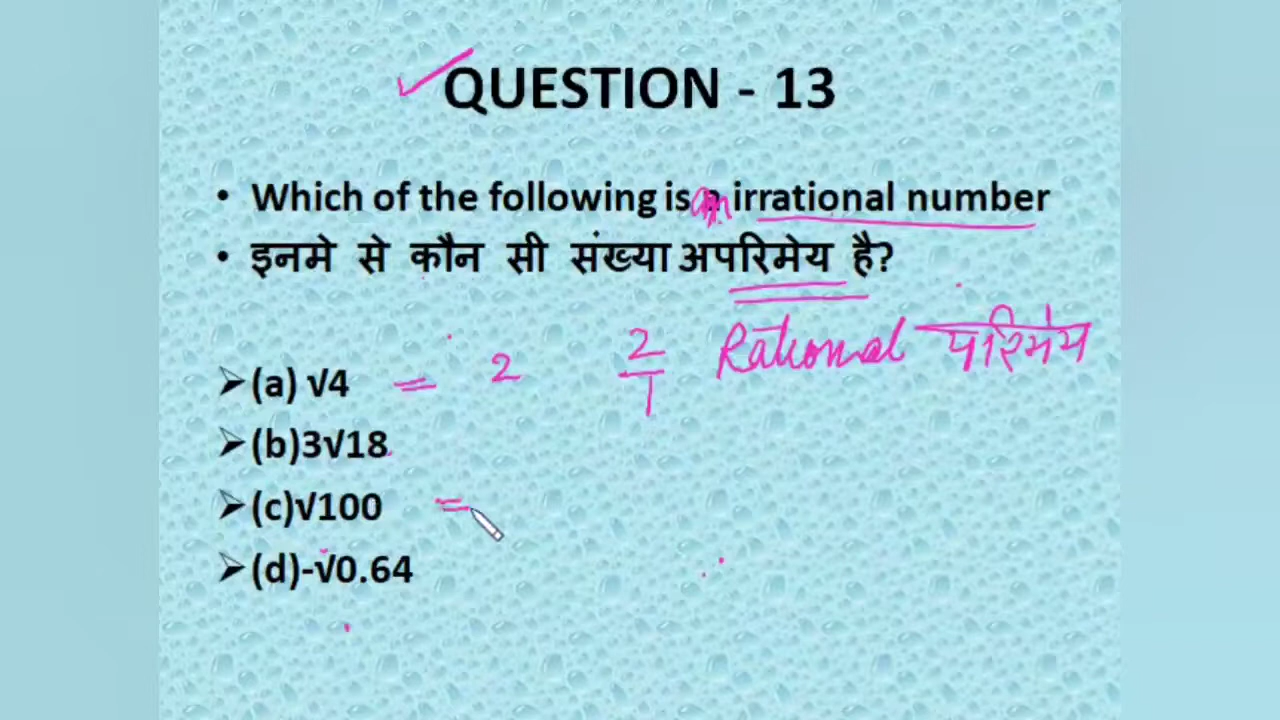 QUESTION - 13
• Which of the following is an irrational number
• इनमे से कौन सी संख्या अपरिमेय है?
2/1 Rational परिमेय
➢(a) √4 = 2
➢(b)3√18
➢(c)√100 =
➢(d)-√0.64